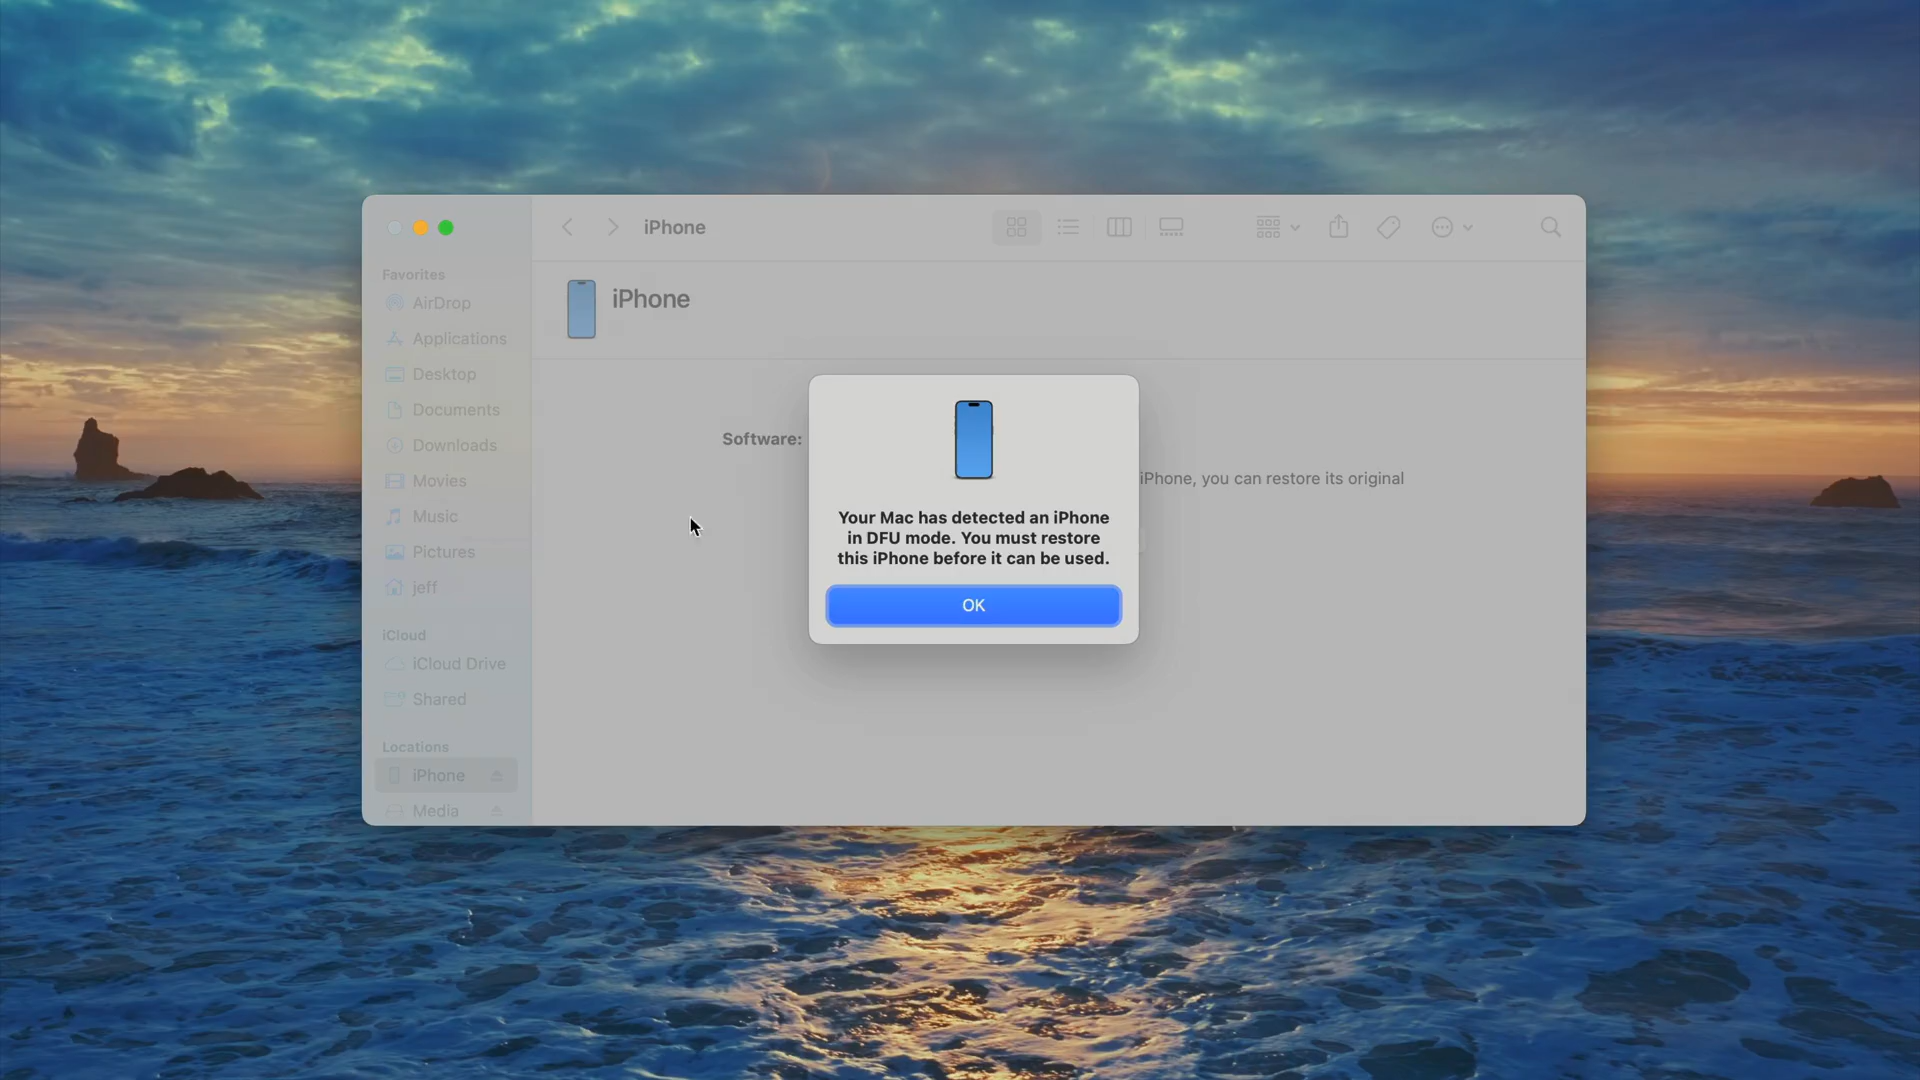 iPhone
Favorites
AirDrop
Applications
Desktop
Documents
Downloads
Movies
Music
Pictures
jeff
iCloud
iCloud Drive
Shared
Locations
iPhone
Media
iPhone
Software:
iPhone, you can restore its original
Your Mac has detected an iPhone
in DFU mode. You must restore
this iPhone before it can be used.
OK